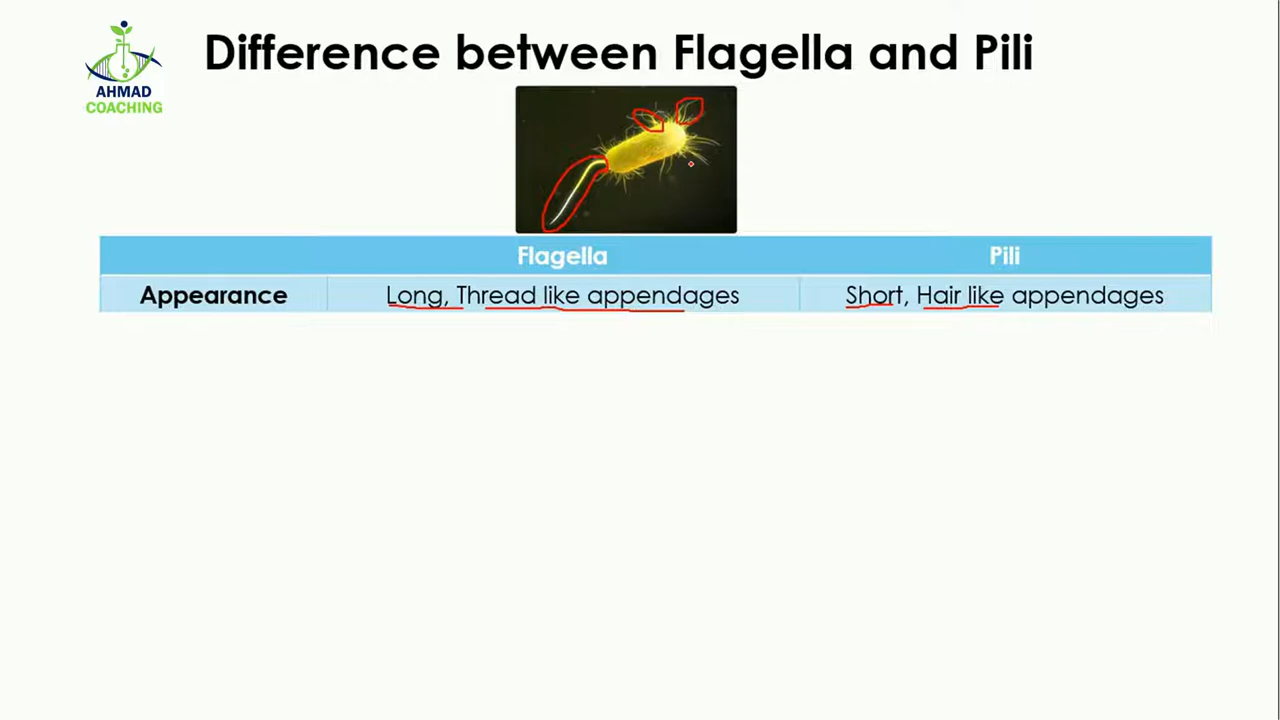 Difference between Flagella and Pili
AHMAD
COACHING
Flagella Pili
Appearance Long, Thread like appendages Short, Hair like appendages